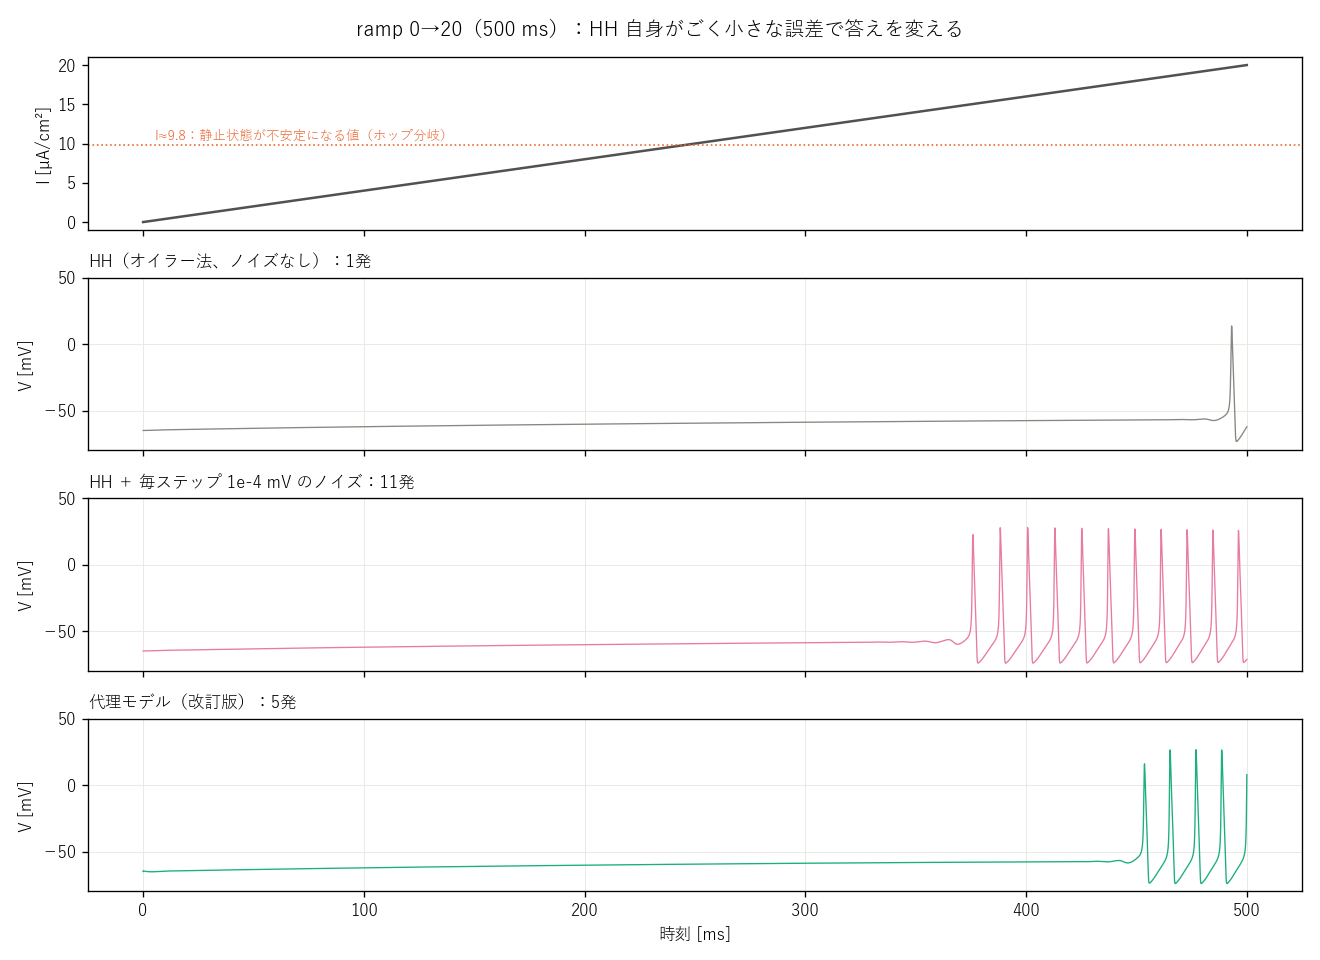 ramp 0→20（500 ms）：HH 自身がごく小さな誤差で答えを変える
20
15
10
5
0
I [μA/cm²]
I≈9.8：静止状態が不安定になる値（ホップ分岐）
HH（オイラー法、ノイズなし）：1発
50
0
−50
V [mV]
HH ＋ 毎ステップ 1e-4 mV のノイズ：11発
50
0
−50
V [mV]
代理モデル（改訂版）：5発
50
0
−50
V [mV]
0 100 200 300 400 500
時刻 [ms]